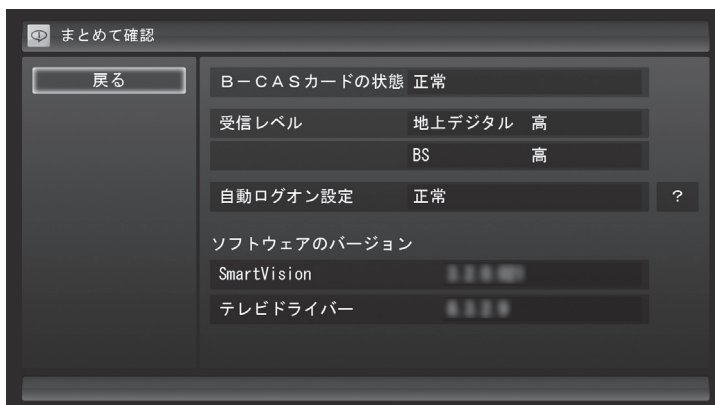 まとめて確認
戻る
B－CASカードの状態 正常
受信レベル 地上デジタル 高
BS 高
自動ログオン設定 正常 ?
ソフトウェアのバージョン
SmartVision
テレビドライバー